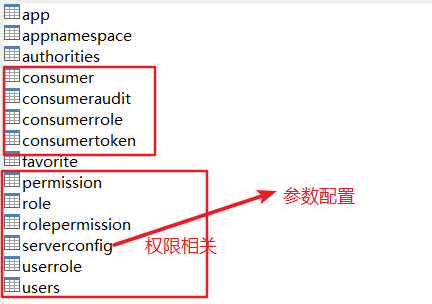 app
appnamespace
authorities
consumer
consumeraudit
consumerrole
consumertoken
favorite
permission
role
rolepermission
serverconfig
userrole
users
参数配置
权限相关